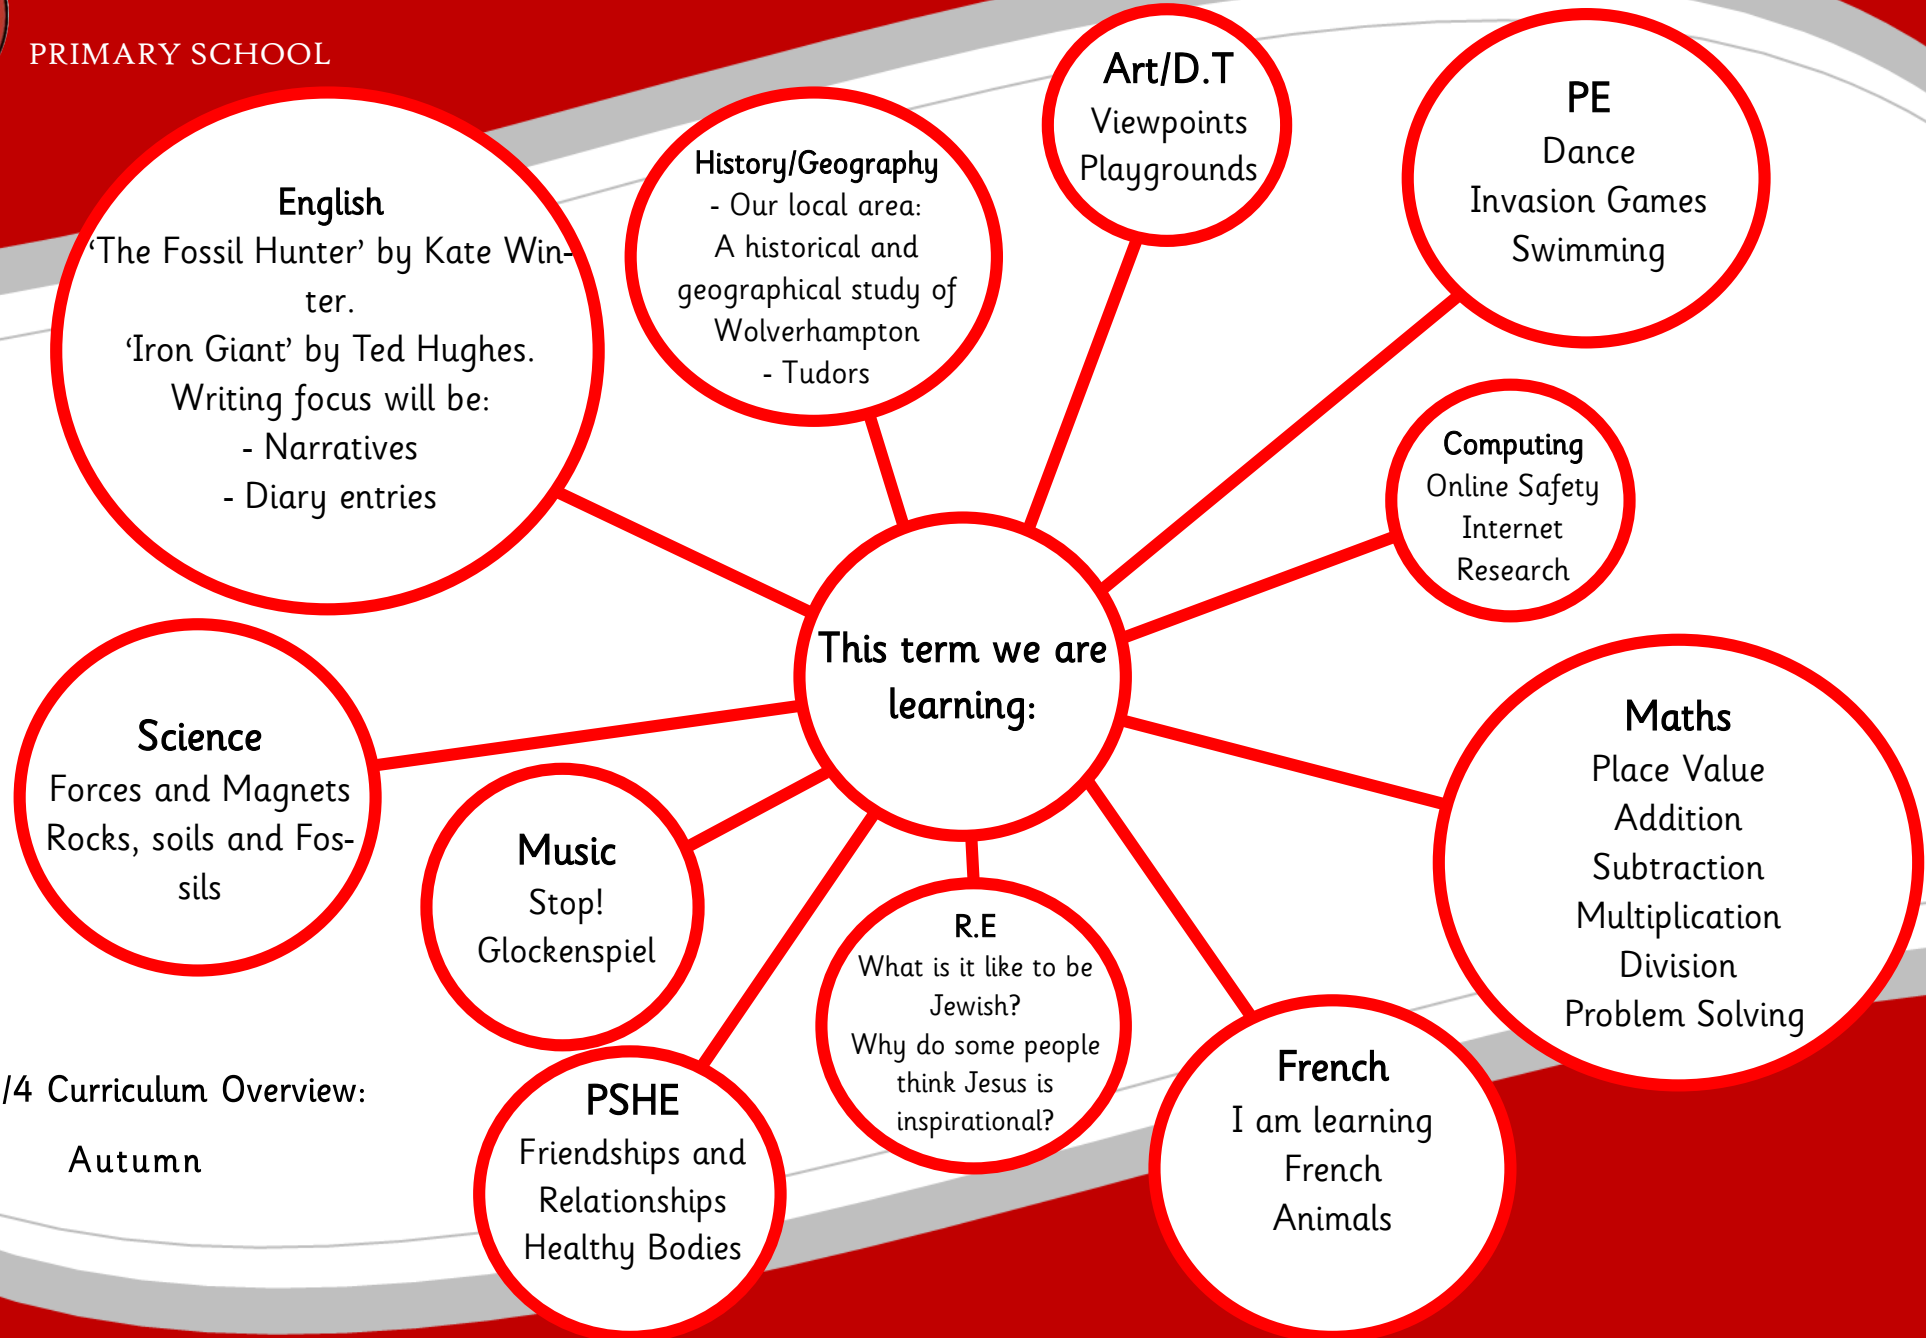 PRIMARY SCHOOL
English
‘The Fossil Hunter’ by Kate Win-
ter.
‘Iron Giant’ by Ted Hughes.
Writing focus will be:
- Narratives
- Diary entries
History/Geography
- Our local area:
A historical and
geographical study of
Wolverhampton
- Tudors
Art/D.T
Viewpoints
Playgrounds
PE
Dance
Invasion Games
Swimming
Computing
Online Safety
Internet
Research
This term we are
learning:
Science
Forces and Magnets
Rocks, soils and Fos-
sils
Music
Stop!
Glockenspiel
Maths
Place Value
Addition
Subtraction
Multiplication
Division
Problem Solving
R.E
What is it like to be
Jewish?
Why do some people
think Jesus is
inspirational?
PSHE
Friendships and
Relationships
Healthy Bodies
French
I am learning
French
Animals
/4 Curriculum Overview:
Autumn